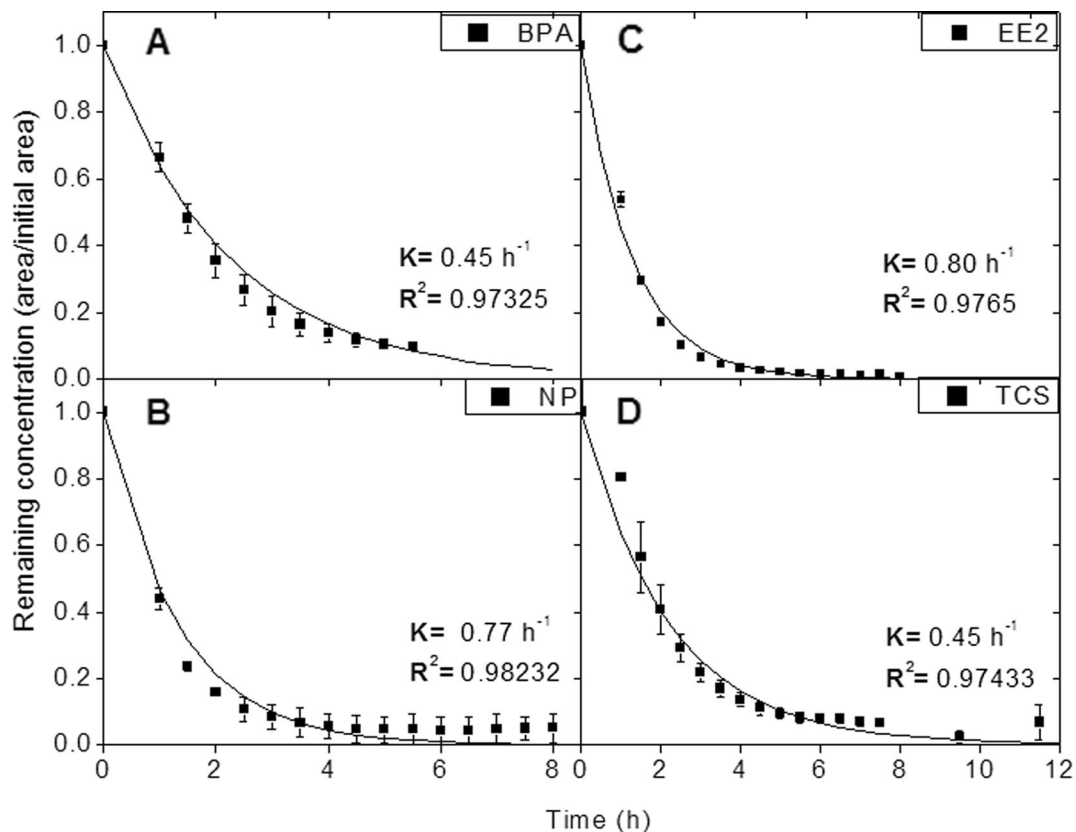 Remaining concentration (area/initial area)
A
BPA
1.0
0.8
0.6
0.4
0.2
0.0
K= 0.45 h⁻¹
R²= 0.97325
C
EE2
K= 0.80 h⁻¹
R²= 0.9765
B
NP
1.0
0.8
0.6
0.4
0.2
0.0
K= 0.77 h⁻¹
R²= 0.98232
0 2 4 6 8
D
TCS
K= 0.45 h⁻¹
R²= 0.97433
0 2 4 6 8 10 12
Time (h)